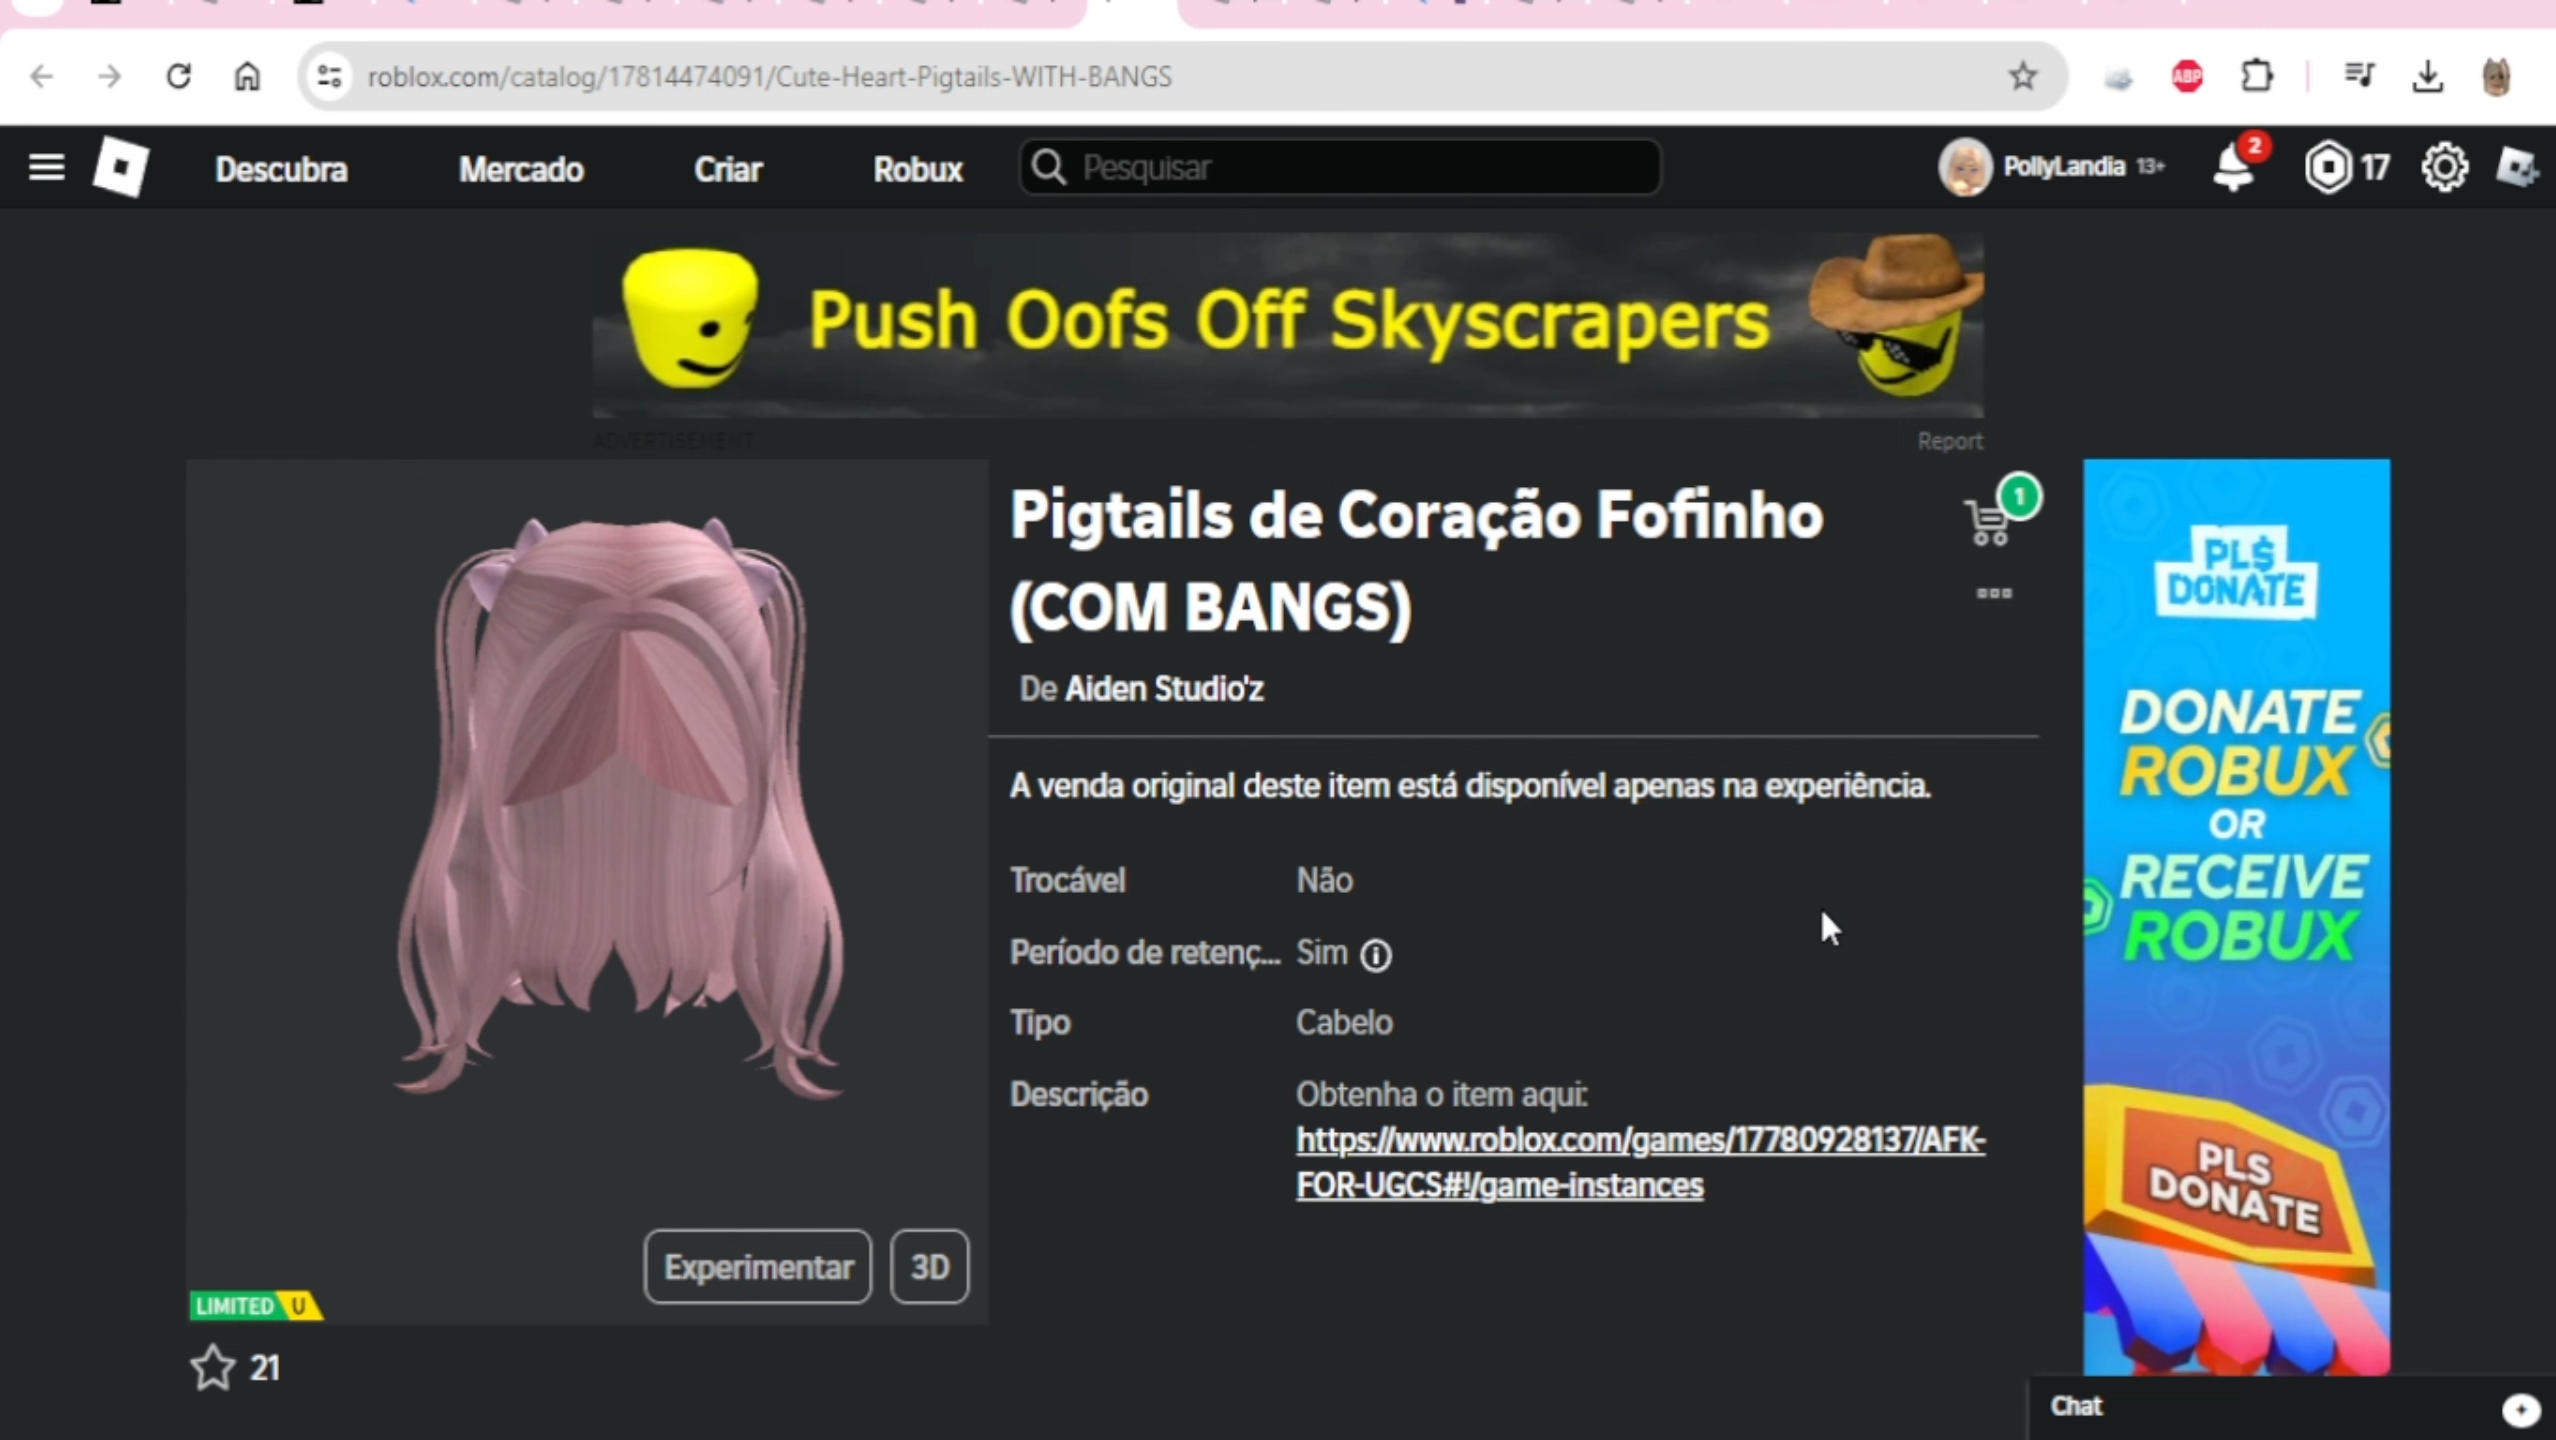 roblox.com/catalog/17814474091/Cute-Heart-Pigtails-WITH-BANGS
ABP
Descubra Mercado Criar Robux Pesquisar PollyLandia 13+ 2 17
Push Oofs Off Skyscrapers
ADVERTISEMENT Report
Pigtails de Coração Fofinho
(COM BANGS)
1
De Aiden Studio'z
A venda original deste item está disponível apenas na experiência.
Trocável Não
Período de retenç... Sim
Tipo Cabelo
Descrição Obtenha o item aqui:
https://www.roblox.com/games/17780928137/AFK-
FOR-UGCS#!/game-instances
Experimentar 3D
LIMITED U
21
PL$
DONATE
DONATE
ROBUX
OR
RECEIVE
ROBUX
PLS
DONATE
Chat